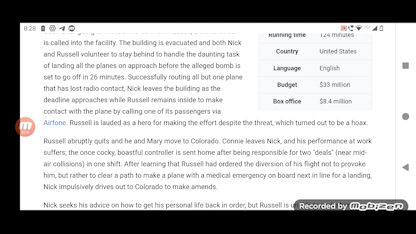 8:28
Running time 124 minutes
is called into the facility. The building is evacuated and both Nick
Country United States
and Russell volunteer to stay behind to handle the daunting task
of landing all the planes on approach before the alleged bomb is
Language English
set to go off in 26 minutes. Successfully routing all but one plane
Budget $33 million
that has lost radio contact, Nick leaves the building as the
Box office $8.4 million
deadline approaches while Russell remains inside to make
contact with the plane by calling one of its passengers via
Airfone. Russell is lauded as a hero for making the effort despite the threat, which turned out to be a hoax.
Russell abruptly quits and he and Mary move to Colorado. Connie leaves Nick, and his performance at work
suffers; the once cocky, boastful controller is sent home after being responsible for two "deals" (near mid-
air collisions) in one shift. After learning that Russell had ordered the diversion of his flight not to provoke
him, but rather to clear a path to make a plane with a medical emergency on board next in line for a landing,
Nick impulsively drives out to Colorado to make amends.
Nick seeks his advice on how to get his personal life back in order, but Russell is u
Recorded by Mobizen